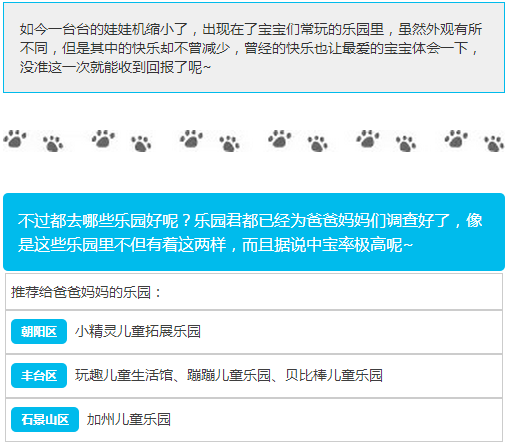 如今一台台的娃娃机缩小了，出现在了宝宝们常玩的乐园里，虽然外观有所
不同，但是其中的快乐却不曾减少，曾经的快乐也让最爱的宝宝体会一下，
没准这一次就能收到回报了呢~
不过都去哪些乐园好呢？乐园君都已经为爸爸妈妈们调查好了，像
是这些乐园里不但有着这两样，而且据说中宝率极高呢~
推荐给爸爸妈妈的乐园：
朝阳区 小精灵儿童拓展乐园
丰台区 玩趣儿童生活馆、蹦蹦儿童乐园、贝比棒儿童乐园
石景山区 加州儿童乐园